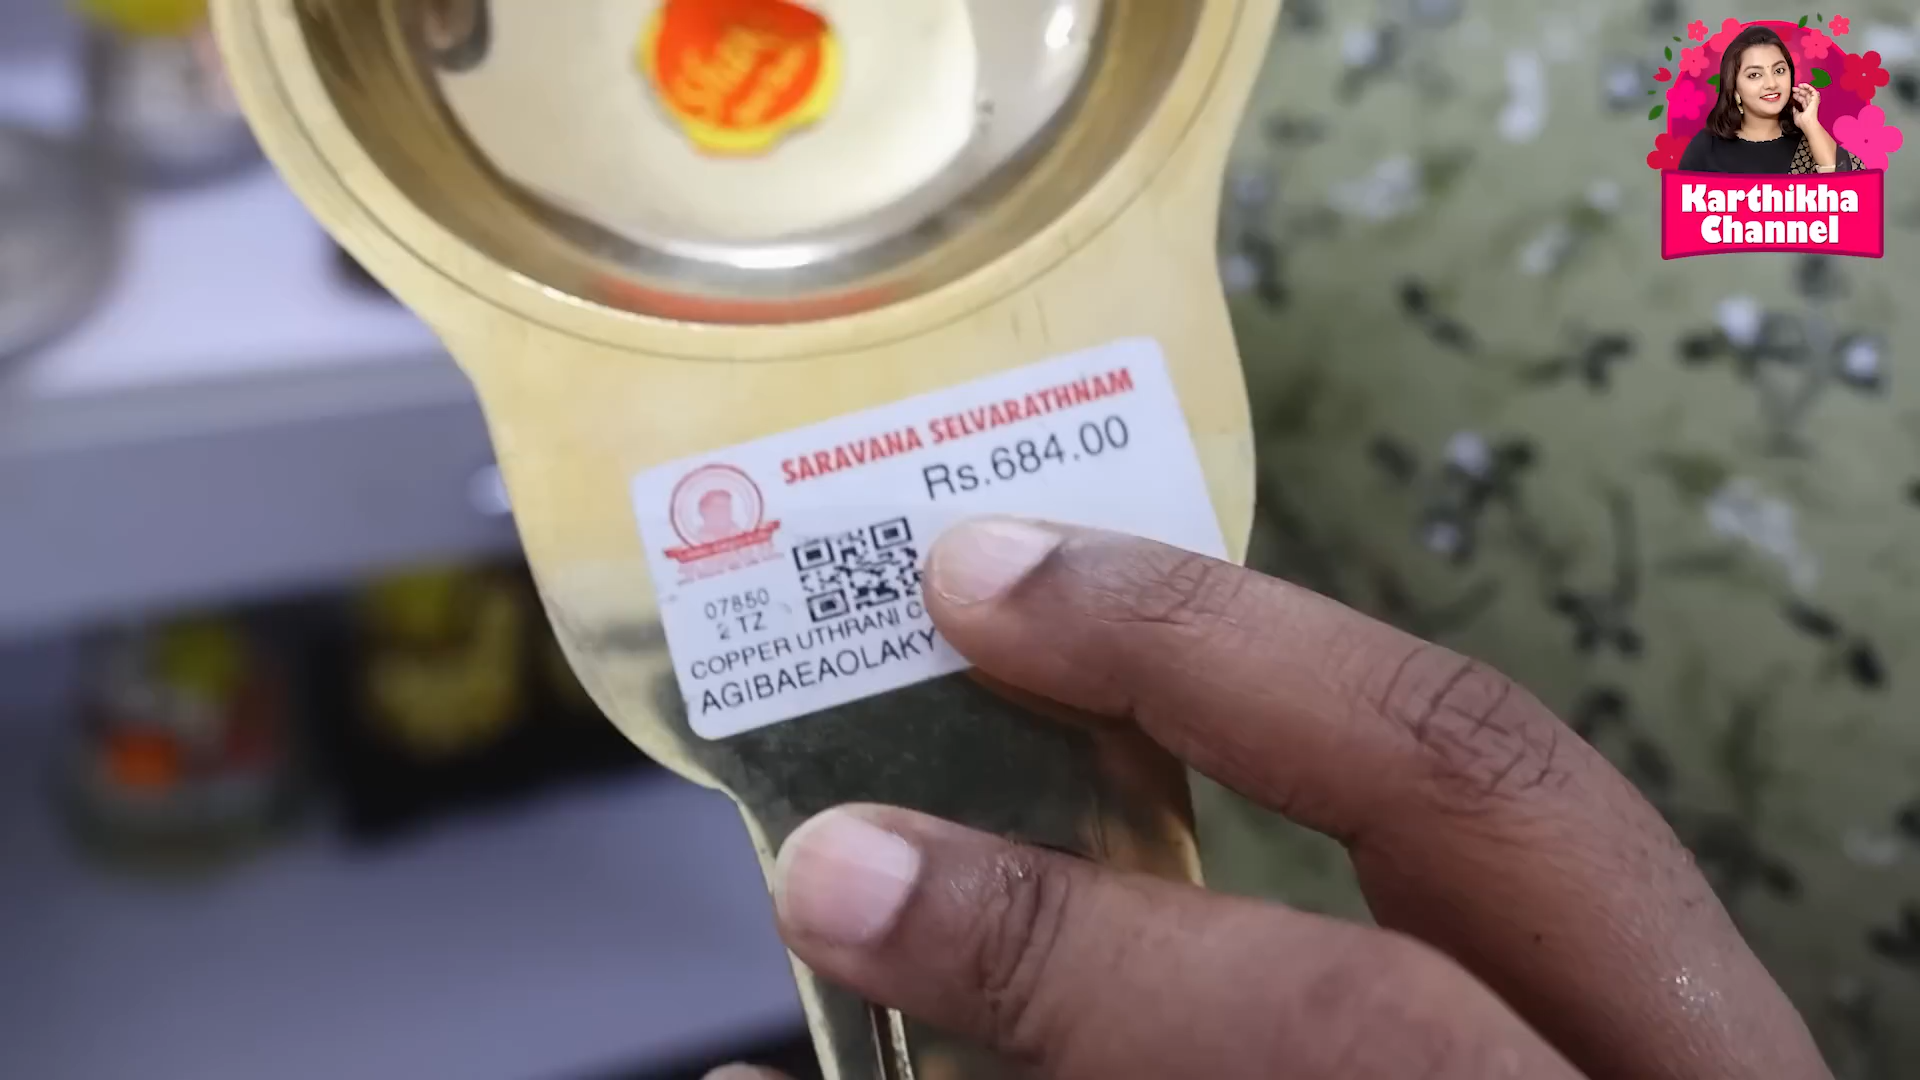 Karthikha
Channel
SARAVANA SELVARATHNAM
Rs.684.00
07850
2 TZ
COPPER UTHRANI C
AGIBAEAOLAKY